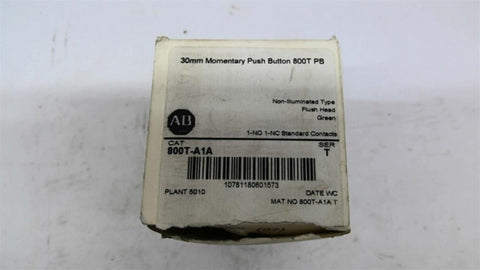 30mm Momentary Push Button 800T PB
Non-Illuminated Type
Flush Head
Green
AB
1-NO 1-NC Standard Contacts
CAT SER
800T-A1A T
10781180601573
PLANT 5010 DATE WC
MAT NO 800T-A1A T